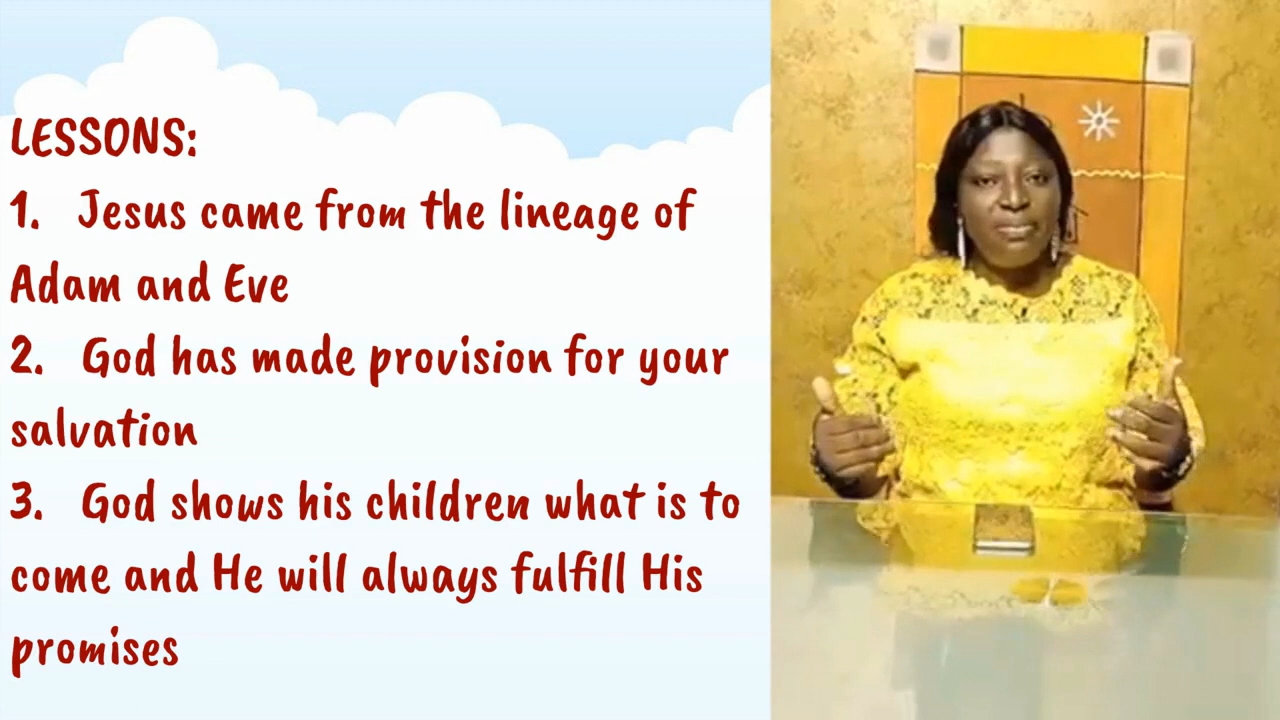 LESSONS:
1. Jesus came from the lineage of
Adam and Eve
2. God has made provision for your
salvation
3. God shows his children what is to
come and He will always fulfill His
promises